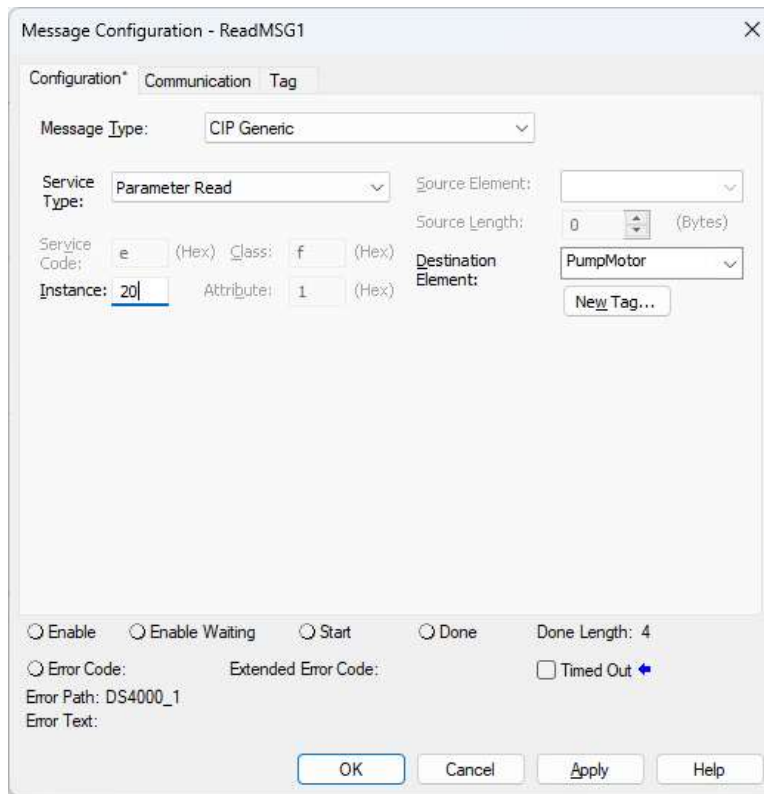 Message Configuration - ReadMSG1
Configuration* Communication Tag
Message Type: CIP Generic
Service Type: Parameter Read
Source Element:
Source Length: 0 (Bytes)
Service Code: e (Hex) Class: f (Hex)
Destination Element: PumpMotor
Instance: 20 Attribute: 1 (Hex)
New Tag...
Enable Enable Waiting Start Done Done Length: 4
Error Code: Extended Error Code: Timed Out
Error Path: DS4000_1
Error Text:
OK Cancel Apply Help